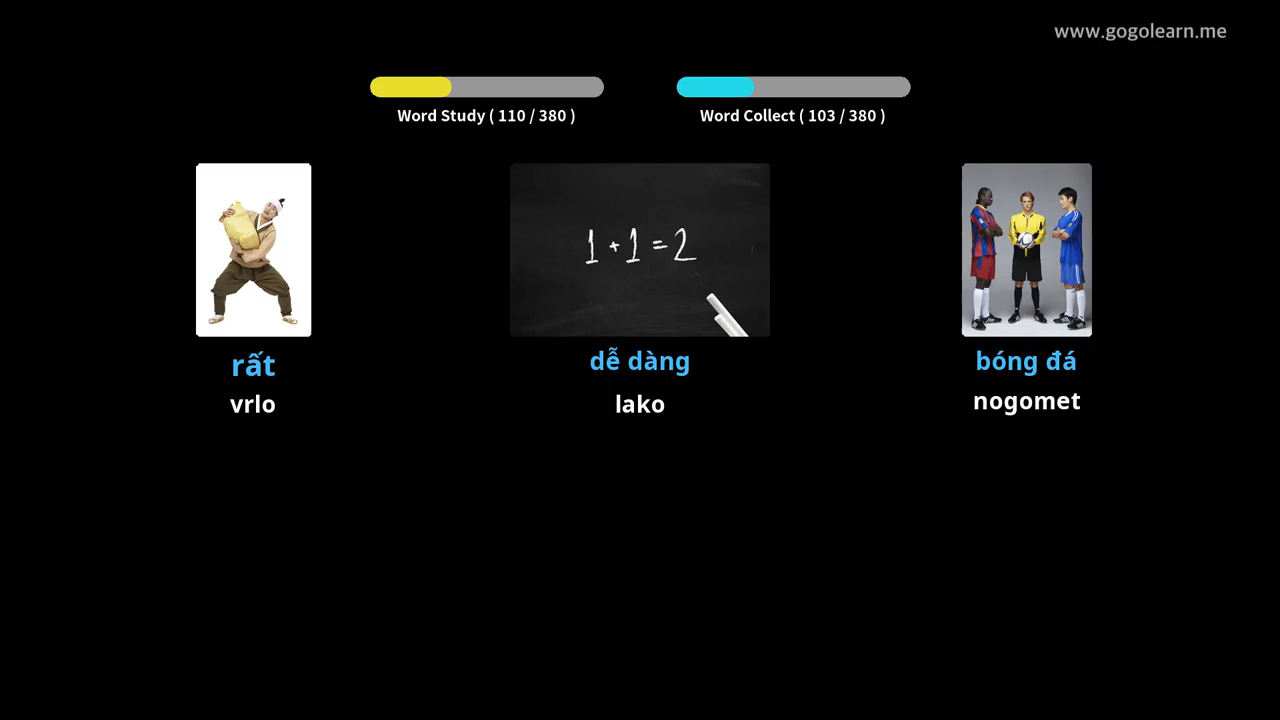 www.gogolearn.me
Word Study ( 110 / 380 )
Word Collect ( 103 / 380 )
1 + 1 = 2
rất
dễ dàng
bóng đá
vrlo
lako
nogomet